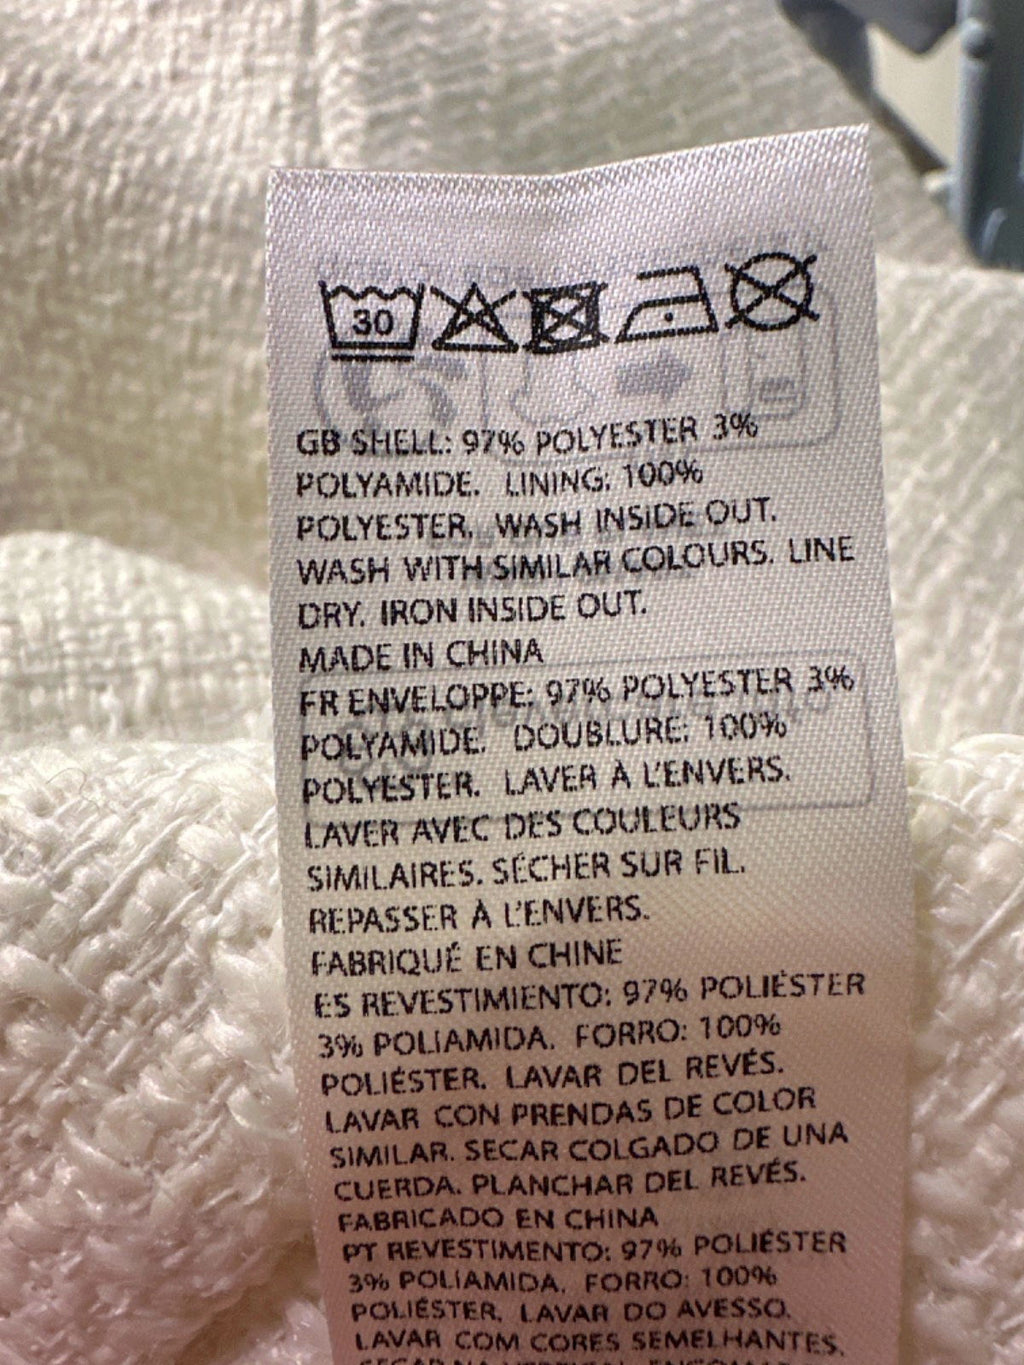 30
GB SHELL: 97% POLYESTER 3%
POLYAMIDE. LINING: 100%
POLYESTER. WASH INSIDE OUT.
WASH WITH SIMILAR COLOURS. LINE
DRY. IRON INSIDE OUT.
MADE IN CHINA
FR ENVELOPPE: 97% POLYESTER 3%
POLYAMIDE. DOUBLURE: 100%
POLYESTER. LAVER À L'ENVERS.
LAVER AVEC DES COULEURS
SIMILAIRES. SÉCHER SUR FIL.
REPASSER À L'ENVERS.
FABRIQUÉ EN CHINE
ES REVESTIMIENTO: 97% POLIÉSTER
3% POLIAMIDA. FORRO: 100%
POLIÉSTER. LAVAR DEL REVÉS.
LAVAR CON PRENDAS DE COLOR
SIMILAR. SECAR COLGADO DE UNA
CUERDA. PLANCHAR DEL REVÉS.
FABRICADO EN CHINA
PT REVESTIMENTO: 97% POLIÉSTER
3% POLIAMIDA. FORRO: 100%
POLIÉSTER. LAVAR DO AVESSO.
LAVAR COM CORES SEMELHANTES.